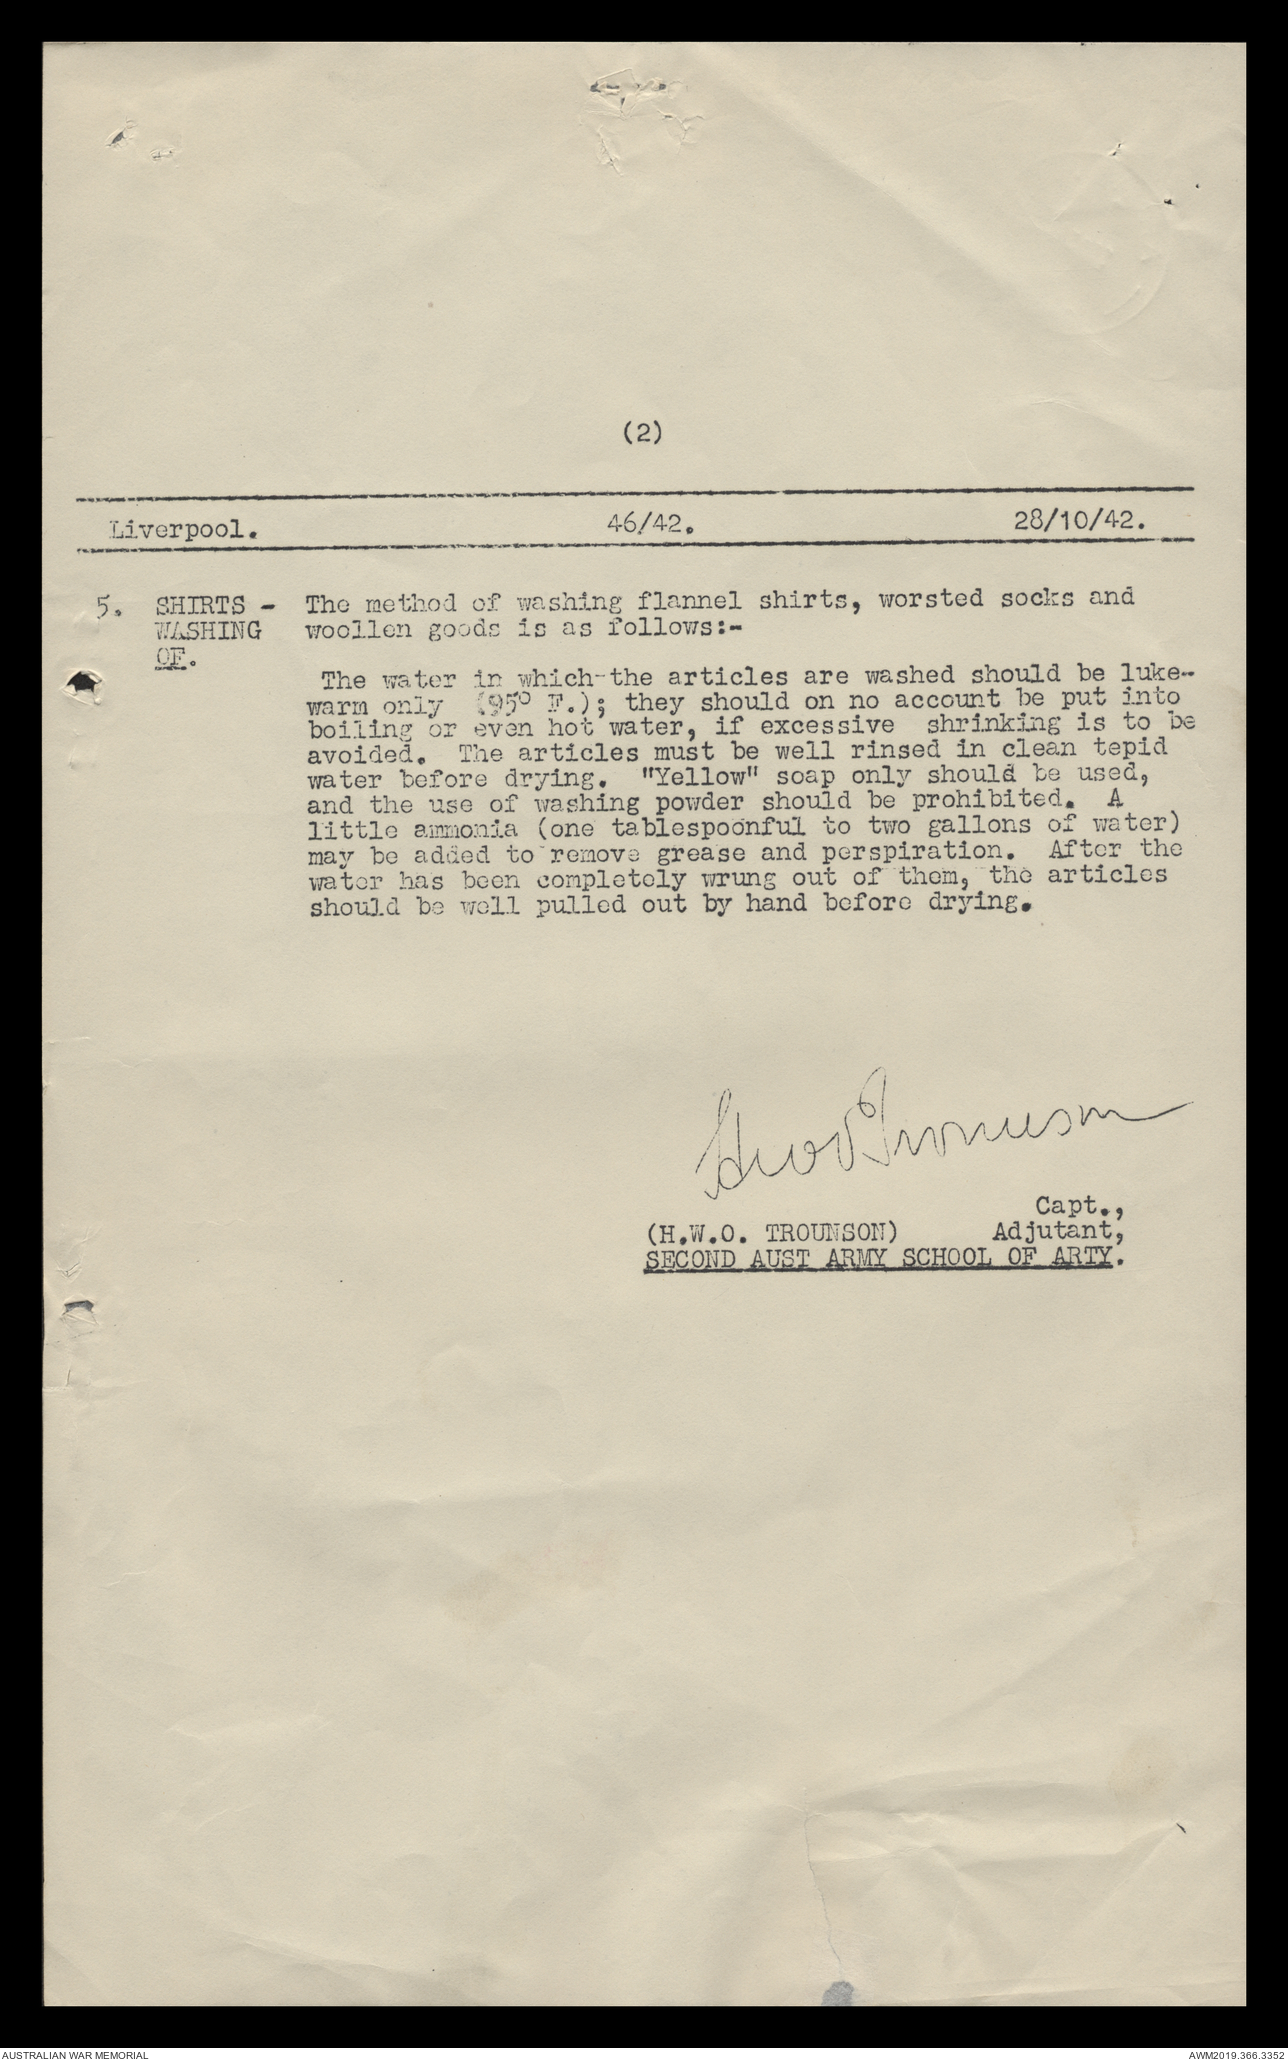 (2)
Liverpool. 46/42. 28/10/42.
5. SHIRTS - The method of washing flannel shirts, worsted socks and
WASHING woollen goods is as follows:-
OF.
The water in which the articles are washed should be luke-
warm only (95° F.); they should on no account be put into
boiling or even hot water, if excessive shrinking is to be
avoided. The articles must be well rinsed in clean tepid
water before drying. "Yellow" soap only should be used,
and the use of washing powder should be prohibited. A
little ammonia (one tablespoonful to two gallons of water)
may be added to remove grease and perspiration. After the
water has been completely wrung out of them, the articles
should be well pulled out by hand before drying.
HWO Trounson
Capt.,
(H.W.O. TROUNSON) Adjutant,
SECOND AUST ARMY SCHOOL OF ARTY.
AUSTRALIAN WAR MEMORIAL AWM2019.366.3352